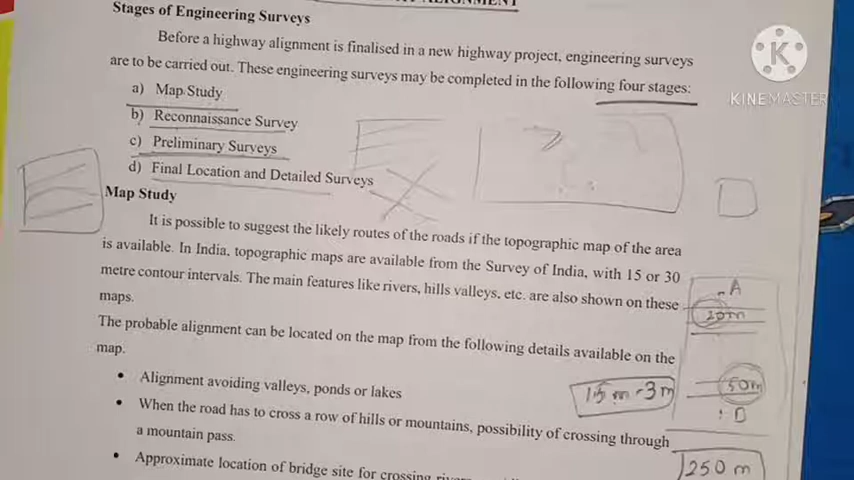 ALIGNMENT
Stages of Engineering Surveys
Before a highway alignment is finalised in a new highway project, engineering surveys
are to be carried out. These engineering surveys may be completed in the following four stages:
a) Map Study
b) Reconnaissance Survey
c) Preliminary Surveys
d) Final Location and Detailed Surveys
Map Study
It is possible to suggest the likely routes of the roads if the topographic map of the area
is available. In India, topographic maps are available from the Survey of India, with 15 or 30
metre contour intervals. The main features like rivers, hills valleys, etc. are also shown on these
maps.
The probable alignment can be located on the map from the following details available on the
map.
• Alignment avoiding valleys, ponds or lakes
• When the road has to cross a row of hills or mountains, possibility of crossing through
a mountain pass.
• Approximate location of bridge site for crossing
A
50m
15m-3m
250 m
K
KINEMASTER